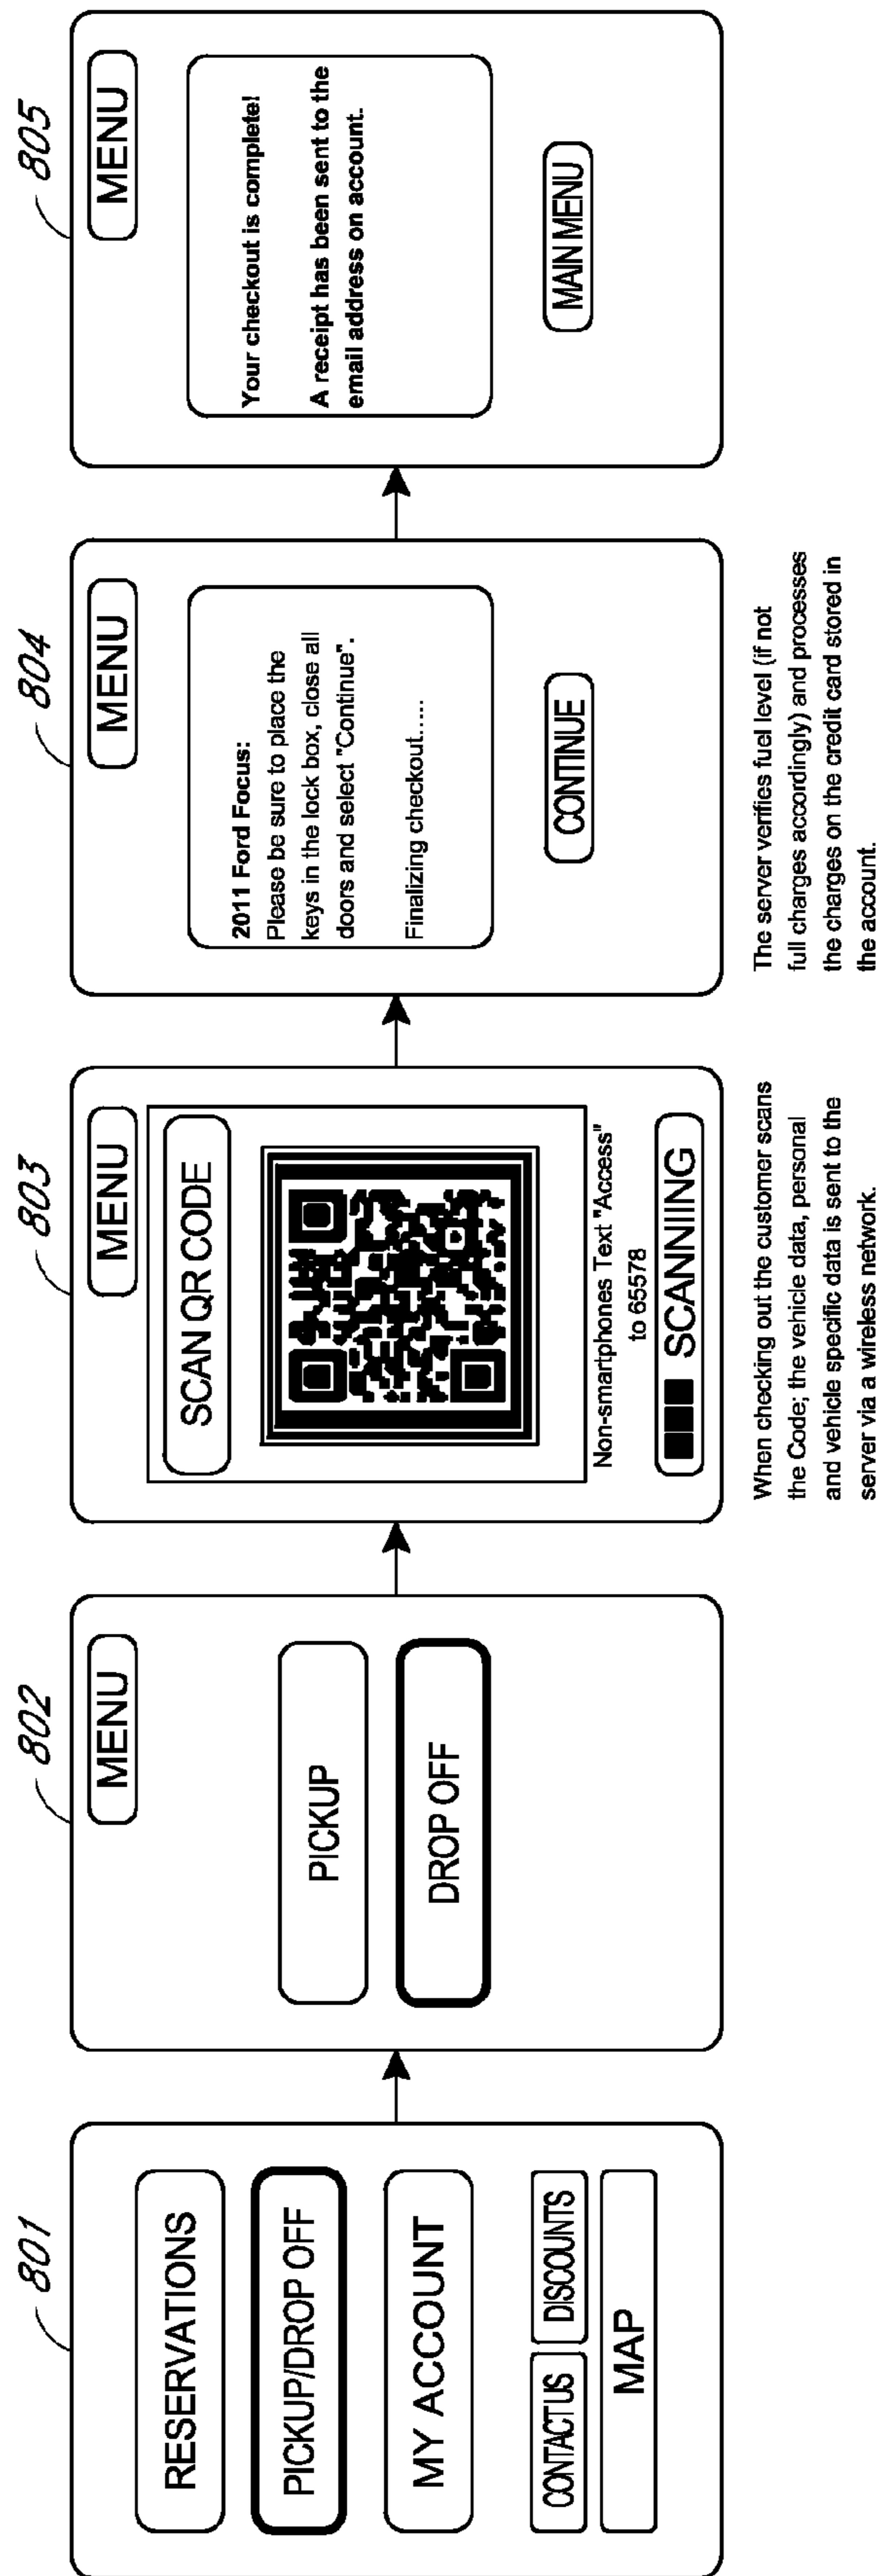 801
RESERVATIONS
PICKUP/DROP OFF
MY ACCOUNT
CONTACT US
DISCOUNTS
MAP
802
MENU
PICKUP
DROP OFF
803
MENU
SCAN QR CODE
Non-smartphones Text "Access"
to 65578
SCANNIING
When checking out the customer scans
the Code; the vehicle data, personal
and vehicle specific data is sent to the
server via a wireless network.
804
MENU
2011 Ford Focus:
Please be sure to place the
keys in the lock box, close all
doors and select "Continue".
Finalizing checkout.....
CONTINUE
The server verifies fuel level (if not
full charges accordingly) and processes
the charges on the credit card stored in
the account.
805
MENU
Your checkout is complete!
A receipt has been sent to the
email address on account.
MAIN MENU